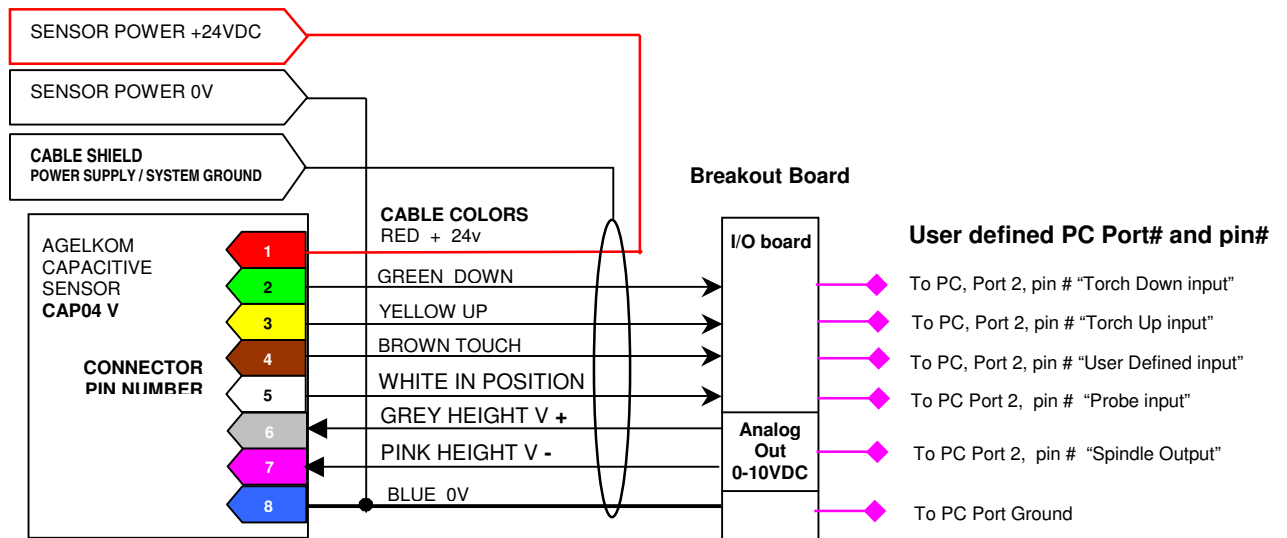 SENSOR POWER +24VDC
SENSOR POWER 0V
CABLE SHIELD
POWER SUPPLY / SYSTEM GROUND
Breakout Board
CABLE COLORS
RED + 24v
AGELKOM
CAPACITIVE
SENSOR
CAP04 V
CONNECTOR
PIN NUMBER
1
2
3
4
5
6
7
8
GREEN DOWN
YELLOW UP
BROWN TOUCH
WHITE IN POSITION
GREY HEIGHT V +
PINK HEIGHT V -
BLUE 0V
I/O board
Analog
Out
0-10VDC
User defined PC Port# and pin#
To PC, Port 2, pin # “Torch Down input”
To PC, Port 2, pin # “Torch Up input”
To PC, Port 2, pin # “User Defined input”
To PC Port 2, pin # “Probe input”
To PC Port 2, pin # “Spindle Output”
To PC Port Ground